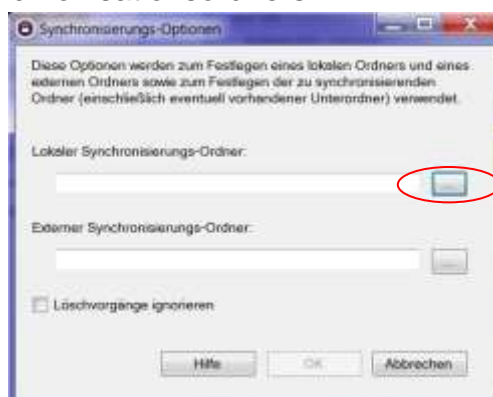 Synchronisierungs-Optionen
Diese Optionen werden zum Festlegen eines lokalen Ordners und eines
externen Ordners sowie zum Festlegen der zu synchronisierenden
Ordner (einschließlich eventuell vorhandener Unterordner) verwendet.
Lokaler Synchronisierungs-Ordner:
...
Externer Synchronisierungs-Ordner:
...
Löschvorgänge ignorieren
Hilfe OK Abbrechen